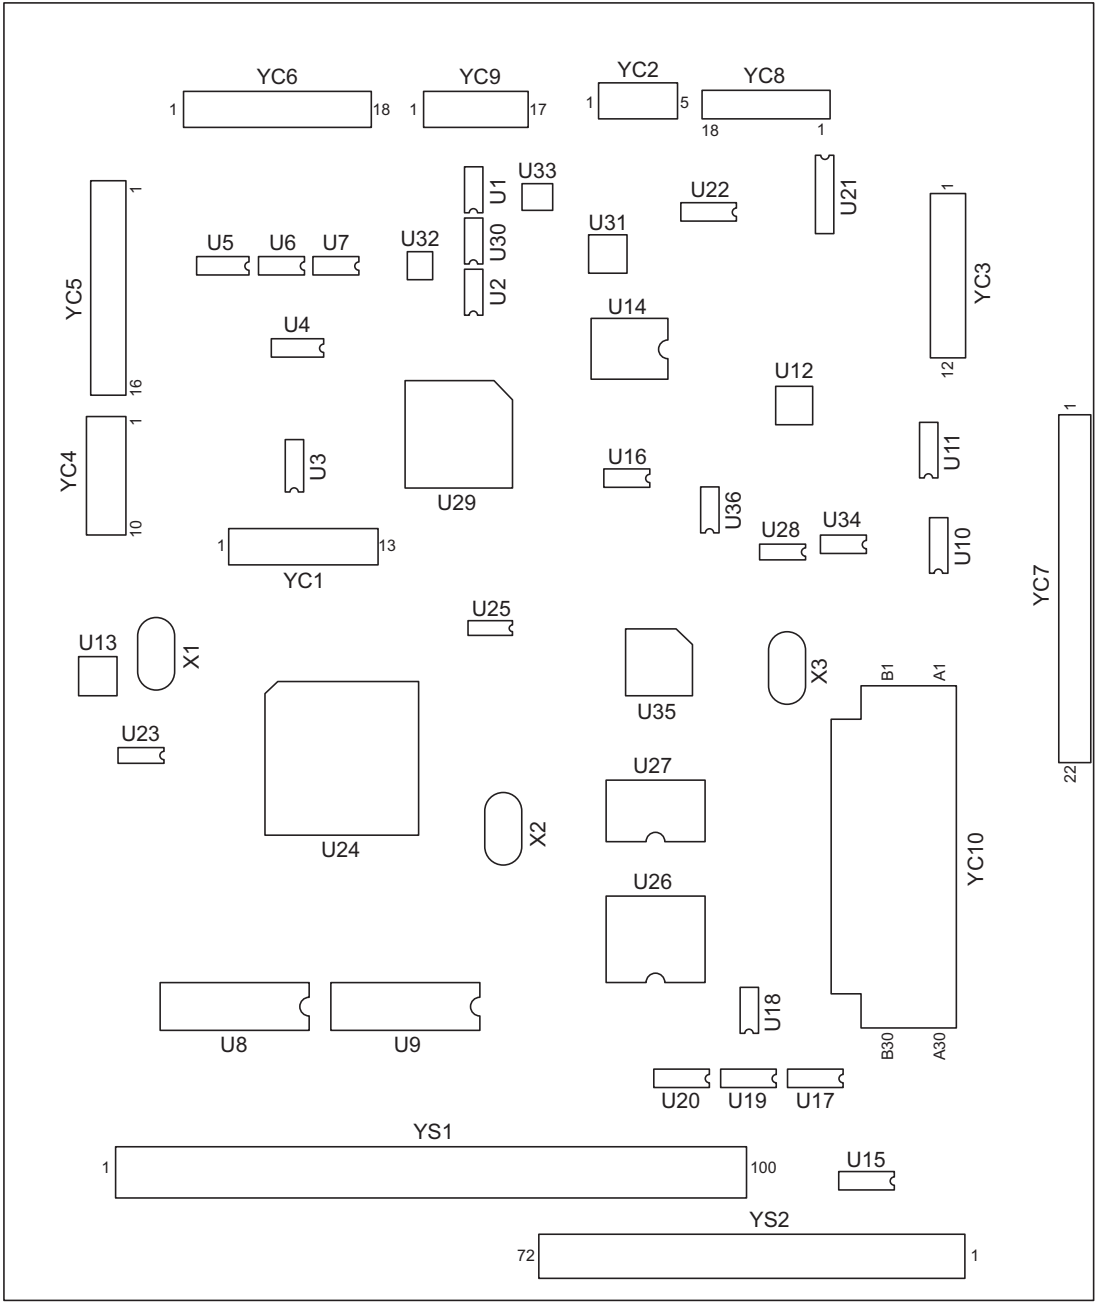 YC6
1
18
YC9
1
17
YC2
1
5
YC8
18
1
U1
U33
U30
U2
U32
U31
U22
U21
YC5
1
16
U5
U6
U7
U4
U14
YC3
1
12
U12
YC4
1
10
U3
U29
U16
U36
U28
U34
U11
U10
YC7
1
22
1
13
YC1
U25
U13
X1
U35
X3
B1
A1
YC10
B30
A30
U23
U24
X2
U27
U26
U8
U9
U18
U20
U19
U17
YS1
1
100
U15
YS2
72
1